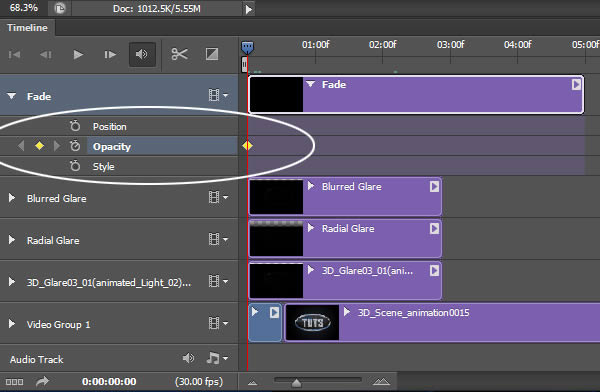 68.3% Doc: 1012.5K/5.55M
Timeline
01:00f 02:00f 03:00f 04:00f 05:00f
Fade Fade
Position
Opacity
Style
Blurred Glare Blurred Glare
Radial Glare Radial Glare
3D_Glare03_01(animated_Light_02)... 3D_Glare03_01(ani...
Video Group 1 TUTS 3D_Scene_animation0015
Audio Track
0:00:00:00 (30.00 fps)